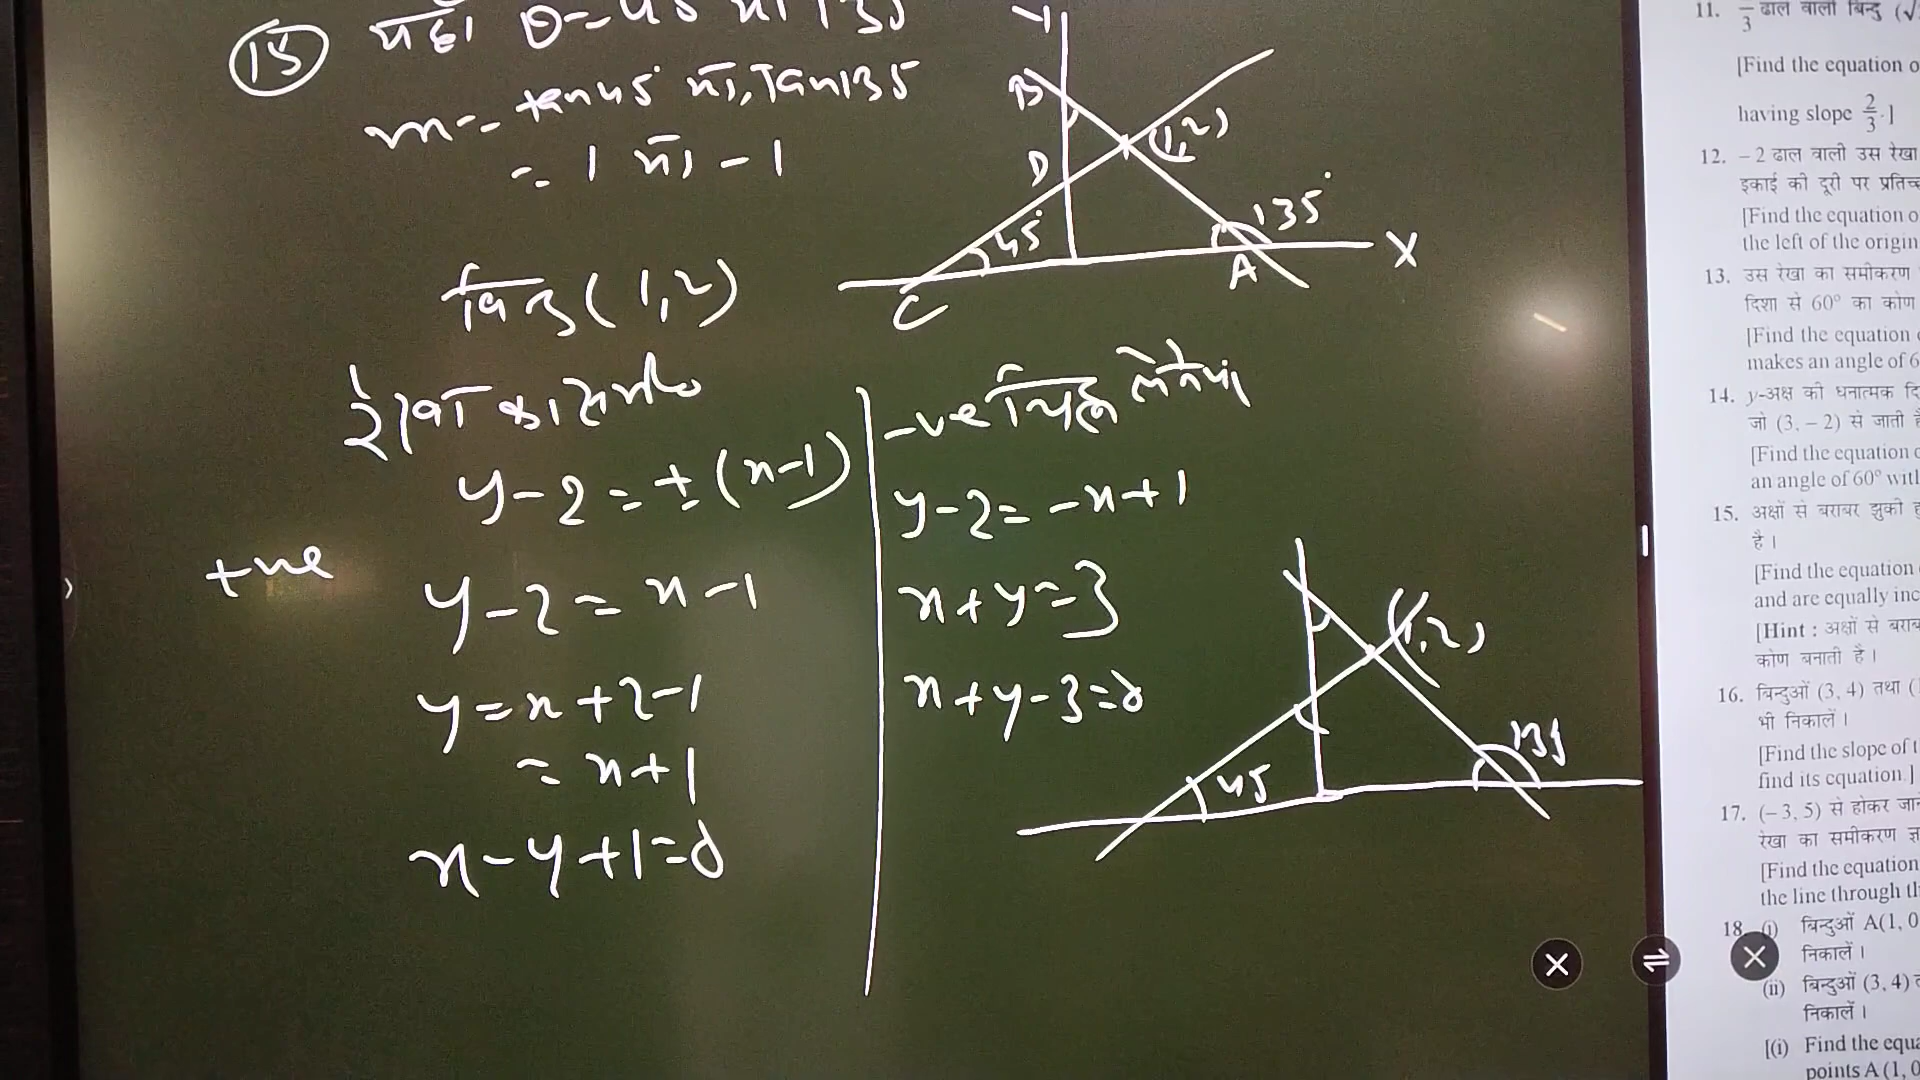 (15) यहाँ θ = 45 या 135
m = tan45° या, Tan135
= 1 या - 1
Y
B
D
(1,2)
45°
135°
A
X
C
बिन्दु (1,2)
रेखा का समी०
y-2 = ± (x-1)
+ve
y-2 = x-1
y = x+2-1
= x+1
x-y+1=0
-ve चिह्न लेने पर
y-2 = -x+1
x+y=3
x+y-3=0
(1,2)
45
135
11. 3 ढाल वाली बिन्दु (√
[Find the equation o
having slope 2/3.]
12. – 2 ढाल वाली उस रेखा
इकाई की दूरी पर प्रतिच्छ
[Find the equation o
the left of the origin
13. उस रेखा का समीकरण
दिशा से 60° का कोण
[Find the equation
makes an angle of 6
14. y-अक्ष की धनात्मक दि
जो (3, – 2) से जाती है
[Find the equation o
an angle of 60° with
15. अक्षों से बराबर झुकी ह
है।
[Find the equation
and are equally inc
[Hint : अक्षों से बराब
कोण बनाती है।
16. बिन्दुओं (3, 4) तथा (
भी निकालें।
[Find the slope of t
find its equation.]
17. (– 3, 5) से होकर जान
रेखा का समीकरण ज्ञ
[Find the equation
the line through th
18. (i) बिन्दुओं A(1, 0
निकालें।
(ii) बिन्दुओं (3, 4) त
निकालें।
[(i) Find the equa
points A (1, 0